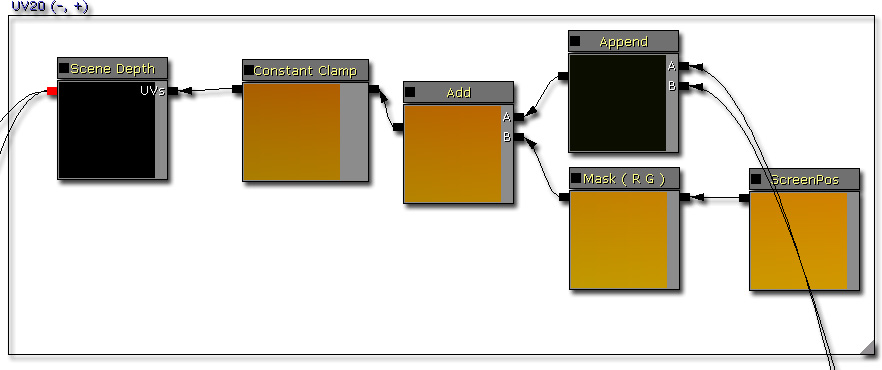 UV20 (-, +)
Scene Depth
UVs
Constant Clamp
Add
A
B
Append
A
B
Mask ( R G )
ScreenPos